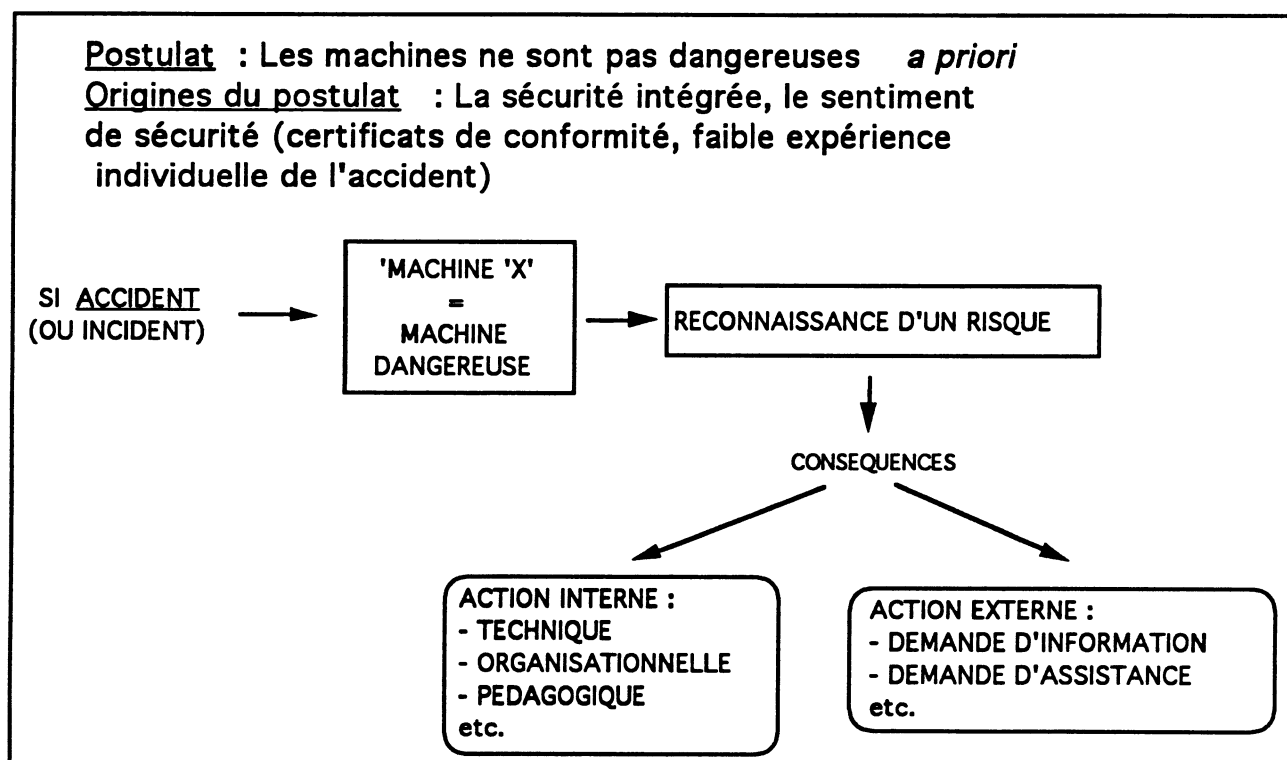 Postulat : Les machines ne sont pas dangereuses a priori
Origines du postulat : La sécurité intégrée, le sentiment
de sécurité (certificats de conformité, faible expérience
individuelle de l'accident)
SI ACCIDENT
(OU INCIDENT)
'MACHINE 'X'
=
MACHINE
DANGEREUSE
RECONNAISSANCE D'UN RISQUE
CONSEQUENCES
ACTION INTERNE :
- TECHNIQUE
- ORGANISATIONNELLE
- PEDAGOGIQUE
etc.
ACTION EXTERNE :
- DEMANDE D'INFORMATION
- DEMANDE D'ASSISTANCE
etc.